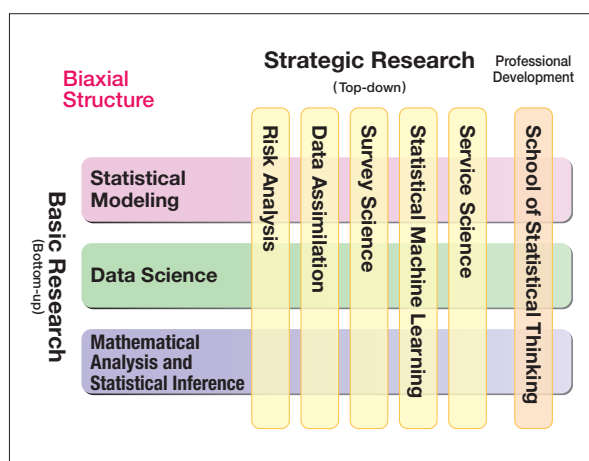 Biaxial
Structure
Strategic Research
(Top-down)
Professional
Development
Risk Analysis
Data Assimilation
Survey Science
Statistical Machine Learning
Service Science
School of Statistical Thinking
Basic Research
(Bottom-up)
Statistical
Modeling
Data Science
Mathematical
Analysis and
Statistical Inference